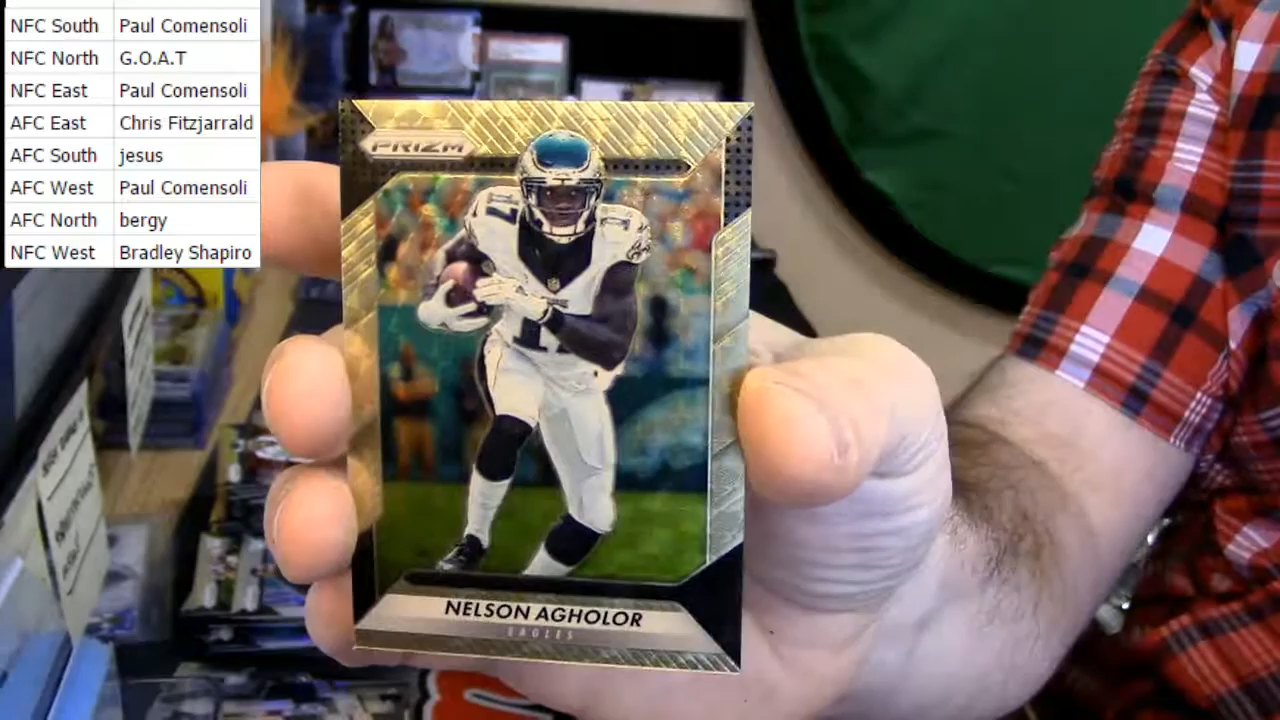 NFC South Paul Comensoli
NFC North G.O.A.T
NFC East Paul Comensoli
AFC East Chris Fitzjarrald
AFC South jesus
AFC West Paul Comensoli
AFC North bergy
NFC West Bradley Shapiro
PRIZM
17
NELSON AGHOLOR
EAGLES